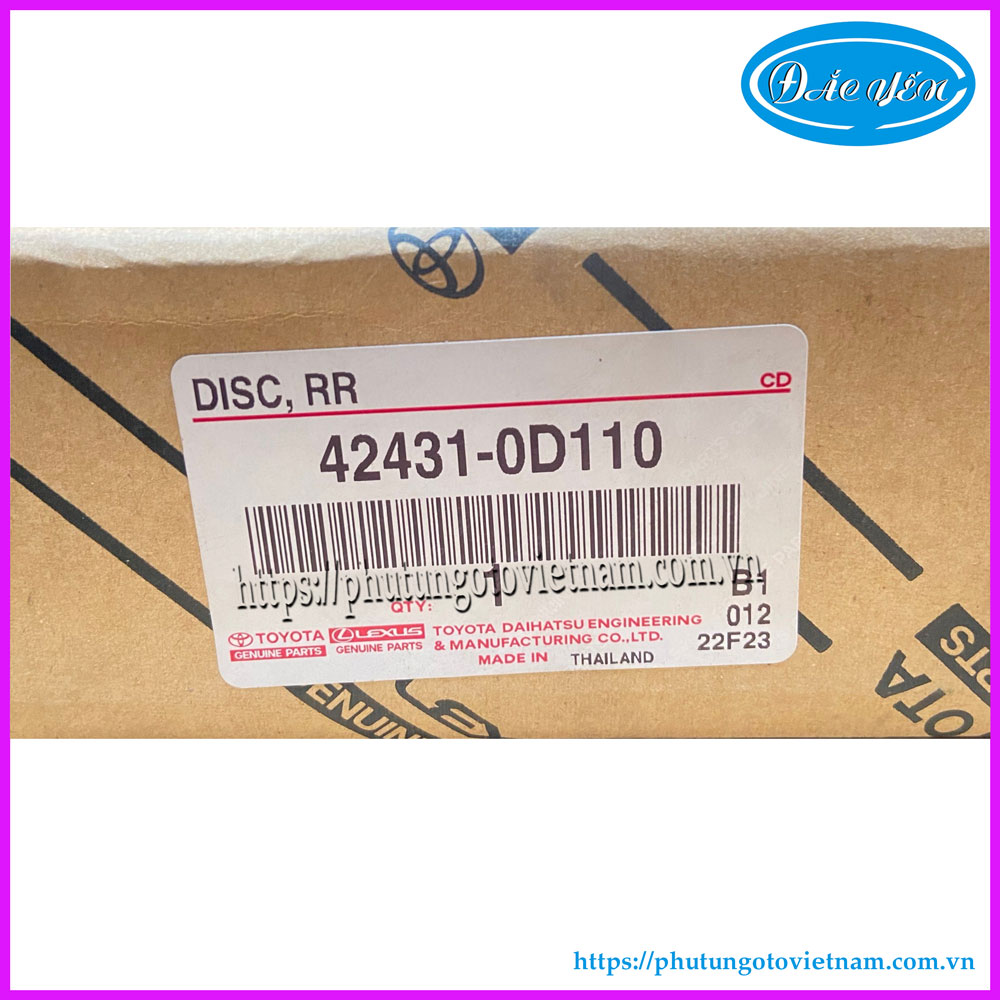 ĐẮC YẾN
DISC, RR
CD
42431-0D110
https://phutungotovietnam.com.vn
QTY: 1
B1
012
22F23
TOYOTA
GENUINE PARTS
LEXUS
GENUINE PARTS
TOYOTA DAIHATSU ENGINEERING
& MANUFACTURING CO.,LTD.
MADE IN THAILAND
https://phutungotovietnam.com.vn